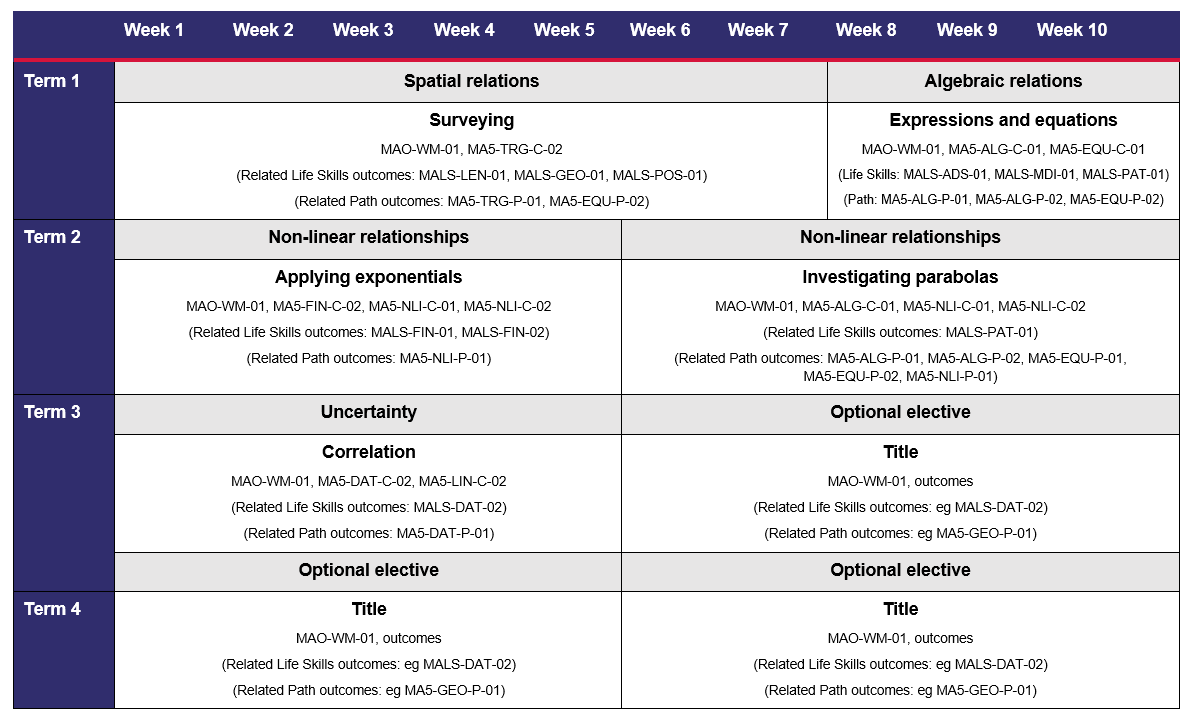 Week 1 Week 2 Week 3 Week 4 Week 5 Week 6 Week 7 Week 8 Week 9 Week 10
Term 1
Spatial relations
Algebraic relations
Surveying
MAO-WM-01, MA5-TRG-C-02
(Related Life Skills outcomes: MALS-LEN-01, MALS-GEO-01, MALS-POS-01)
(Related Path outcomes: MA5-TRG-P-01, MA5-EQU-P-02)
Expressions and equations
MAO-WM-01, MA5-ALG-C-01, MA5-EQU-C-01
(Life Skills: MALS-ADS-01, MALS-MDI-01, MALS-PAT-01)
(Path: MA5-ALG-P-01, MA5-ALG-P-02, MA5-EQU-P-02)
Term 2
Non-linear relationships
Non-linear relationships
Applying exponentials
MAO-WM-01, MA5-FIN-C-02, MA5-NLI-C-01, MA5-NLI-C-02
(Related Life Skills outcomes: MALS-FIN-01, MALS-FIN-02)
(Related Path outcomes: MA5-NLI-P-01)
Investigating parabolas
MAO-WM-01, MA5-ALG-C-01, MA5-NLI-C-01, MA5-NLI-C-02
(Related Life Skills outcomes: MALS-PAT-01)
(Related Path outcomes: MA5-ALG-P-01, MA5-ALG-P-02, MA5-EQU-P-01,
MA5-EQU-P-02, MA5-NLI-P-01)
Term 3
Uncertainty
Optional elective
Correlation
MAO-WM-01, MA5-DAT-C-02, MA5-LIN-C-02
(Related Life Skills outcomes: MALS-DAT-02)
(Related Path outcomes: MA5-DAT-P-01)
Title
MAO-WM-01, outcomes
(Related Life Skills outcomes: eg MALS-DAT-02)
(Related Path outcomes: eg MA5-GEO-P-01)
Optional elective
Optional elective
Term 4
Title
MAO-WM-01, outcomes
(Related Life Skills outcomes: eg MALS-DAT-02)
(Related Path outcomes: eg MA5-GEO-P-01)
Title
MAO-WM-01, outcomes
(Related Life Skills outcomes: eg MALS-DAT-02)
(Related Path outcomes: eg MA5-GEO-P-01)